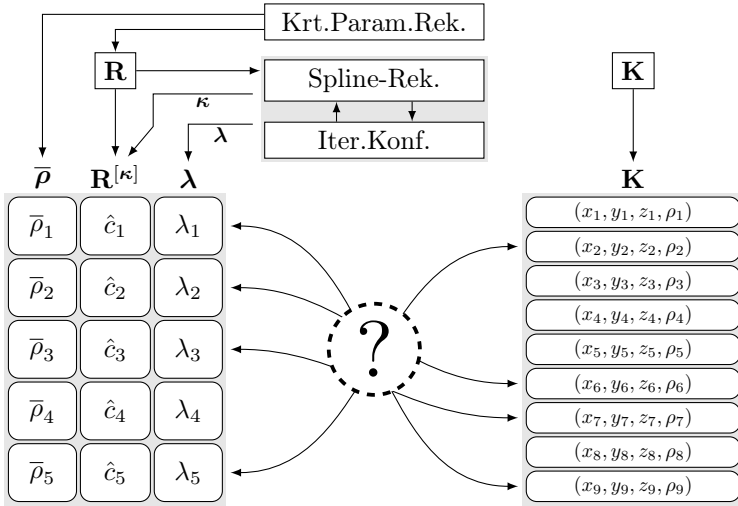 Krt.Param.Rek.
R
K
Spline-Rek.
κ
λ
Iter.Konf.
ρ̅ R[κ] λ
K
ρ̅1 ĉ1 λ1
ρ̅2 ĉ2 λ2
ρ̅3 ĉ3 λ3
ρ̅4 ĉ4 λ4
ρ̅5 ĉ5 λ5
?
(x1, y1, z1, ρ1)
(x2, y2, z2, ρ2)
(x3, y3, z3, ρ3)
(x4, y4, z4, ρ4)
(x5, y5, z5, ρ5)
(x6, y6, z6, ρ6)
(x7, y7, z7, ρ7)
(x8, y8, z8, ρ8)
(x9, y9, z9, ρ9)